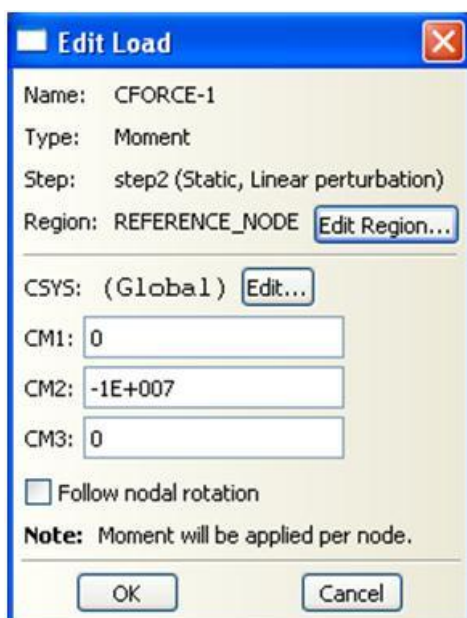 Edit Load
Name: CFORCE-1
Type: Moment
Step: step2 (Static, Linear perturbation)
Region: REFERENCE_NODE Edit Region...
CSYS: (Global) Edit...
CM1: 0
CM2: -1E+007
CM3: 0
Follow nodal rotation
Note: Moment will be applied per node.
OK Cancel